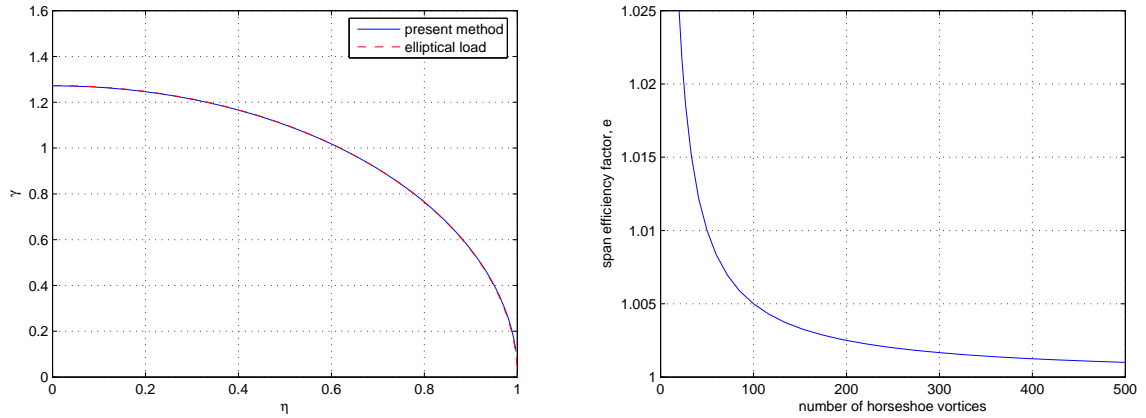 1.6
1.4
1.2
1
0.8
0.6
0.4
0.2
0
γ
present method
elliptical load
0 0.2 0.4 0.6 0.8 1
η
1.025
1.02
1.015
1.01
1.005
1
span efficiency factor, e
100 200 300 400 500
number of horseshoe vortices